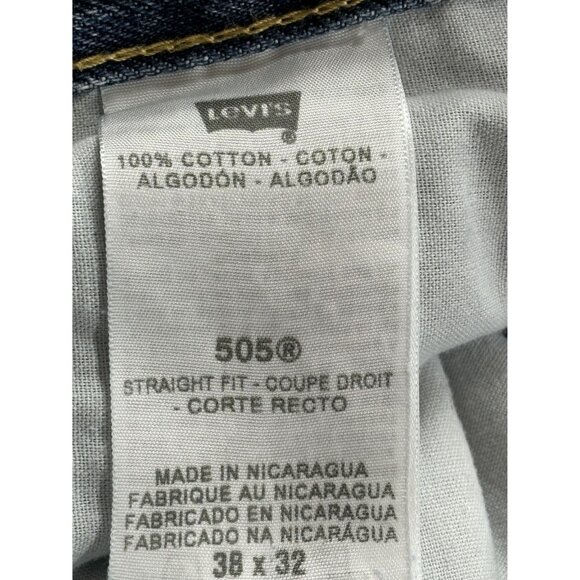 LEVI'S
®
100% COTTON - COTON -
ALGODÓN - ALGODÃO
505®
STRAIGHT FIT - COUPE DROIT
- CORTE RECTO
MADE IN NICARAGUA
FABRIQUE AU NICARAGUA
FABRICADO EN NICARAGUA
FABRICADO NA NICARÁGUA
38 x 32